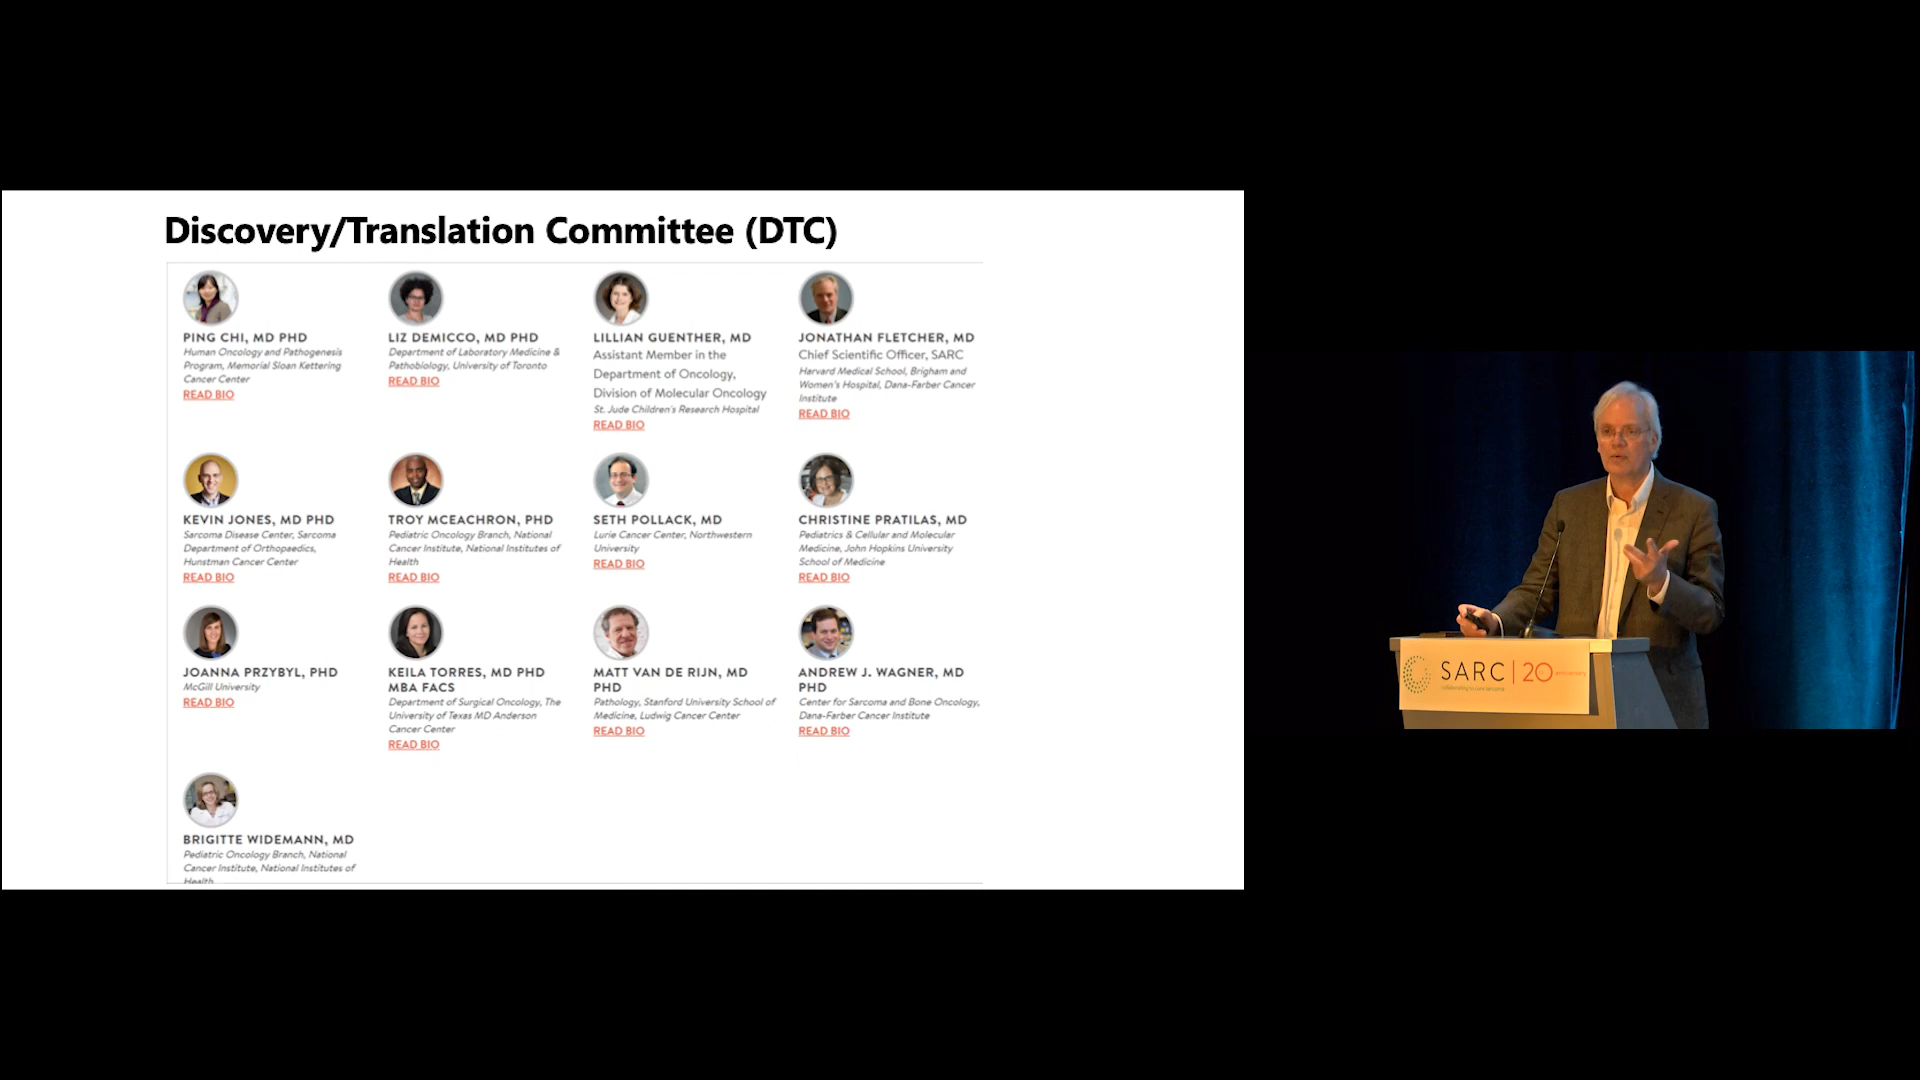 Discovery/Translation Committee (DTC)
PING CHI, MD PHD
Human Oncology and Pathogenesis
Program, Memorial Sloan Kettering
Cancer Center
READ BIO
LIZ DEMICCO, MD PHD
Department of Laboratory Medicine &
Pathobiology, University of Toronto
READ BIO
LILLIAN GUENTHER, MD
Assistant Member in the
Department of Oncology,
Division of Molecular Oncology
St. Jude Children's Research Hospital
READ BIO
JONATHAN FLETCHER, MD
Chief Scientific Officer, SARC
Harvard Medical School, Brigham and
Women's Hospital, Dana-Farber Cancer
Institute
READ BIO
KEVIN JONES, MD PHD
Sarcoma Disease Center, Sarcoma
Department of Orthopaedics,
Hunstman Cancer Center
READ BIO
TROY MCEACHRON, PHD
Pediatric Oncology Branch, National
Cancer Institute, National Institutes of
Health
READ BIO
SETH POLLACK, MD
Lurie Cancer Center, Northwestern
University
READ BIO
CHRISTINE PRATILAS, MD
Pediatrics & Cellular and Molecular
Medicine, John Hopkins University
School of Medicine
READ BIO
JOANNA PRZYBYL, PHD
McGill University
READ BIO
KEILA TORRES, MD PHD
MBA FACS
Department of Surgical Oncology, The
University of Texas MD Anderson
Cancer Center
READ BIO
MATT VAN DE RIJN, MD
PHD
Pathology, Stanford University School of
Medicine, Ludwig Cancer Center
READ BIO
ANDREW J. WAGNER, MD
PHD
Center for Sarcoma and Bone Oncology,
Dana-Farber Cancer Institute
READ BIO
BRIGITTE WIDEMANN, MD
Pediatric Oncology Branch, National
Cancer Institute, National Institutes of
Health
SARC | 20 anniversary
collaborating to cure sarcoma